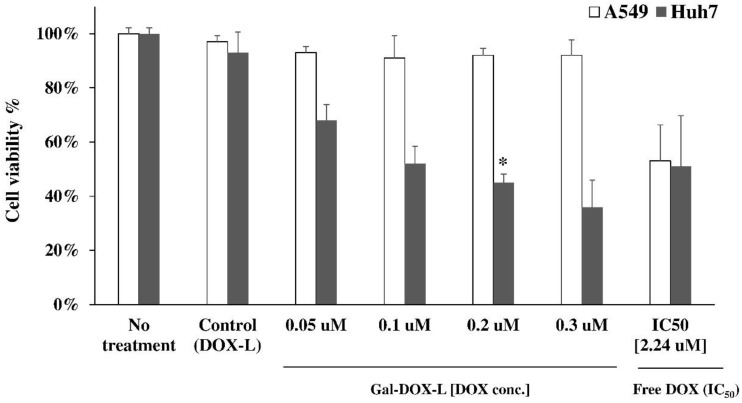 A549 Huh7
100%
80%
60%
40%
20%
0%
Cell viability %
*
No treatment
Control (DOX-L)
0.05 uM
0.1 uM
0.2 uM
0.3 uM
IC50 [2.24 uM]
Gal-DOX-L [DOX conc.]
Free DOX (IC50)